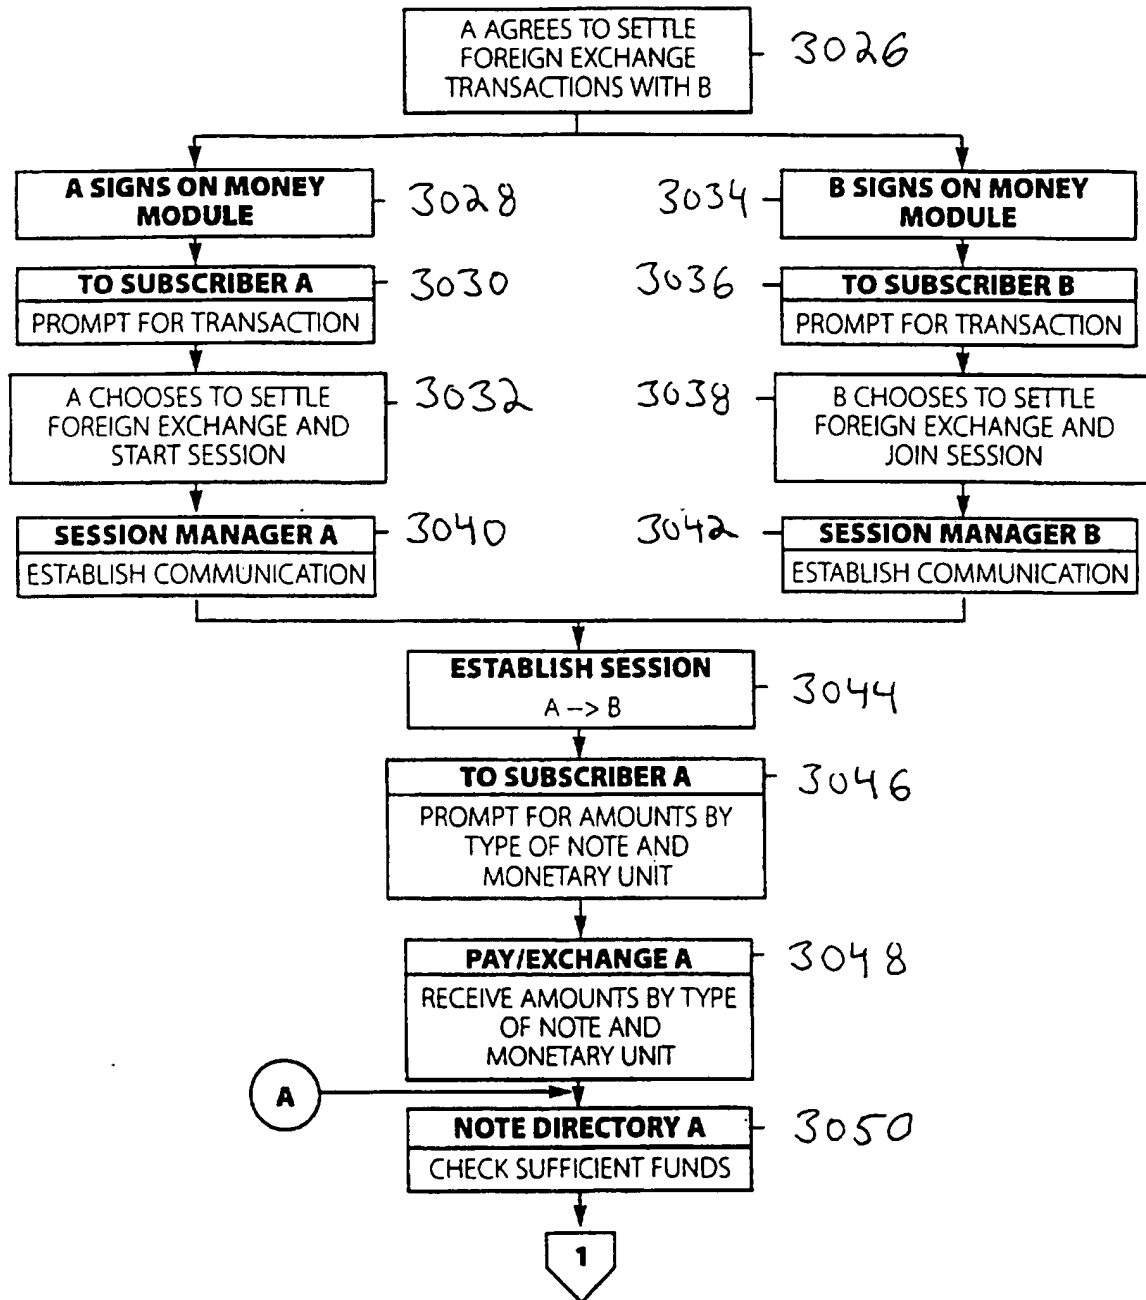 A AGREES TO SETTLE
FOREIGN EXCHANGE
TRANSACTIONS WITH B
3026
A SIGNS ON MONEY
MODULE
3028
3034
B SIGNS ON MONEY
MODULE
TO SUBSCRIBER A
PROMPT FOR TRANSACTION
3030
3036
TO SUBSCRIBER B
PROMPT FOR TRANSACTION
A CHOOSES TO SETTLE
FOREIGN EXCHANGE AND
START SESSION
3032
3038
B CHOOSES TO SETTLE
FOREIGN EXCHANGE AND
JOIN SESSION
SESSION MANAGER A
ESTABLISH COMMUNICATION
3040
3042
SESSION MANAGER B
ESTABLISH COMMUNICATION
ESTABLISH SESSION
A –> B
3044
TO SUBSCRIBER A
PROMPT FOR AMOUNTS BY
TYPE OF NOTE AND
MONETARY UNIT
3046
PAY/EXCHANGE A
RECEIVE AMOUNTS BY TYPE
OF NOTE AND
MONETARY UNIT
3048
A
NOTE DIRECTORY A
CHECK SUFFICIENT FUNDS
3050
1